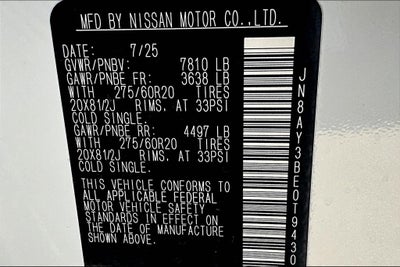 MFD BY NISSAN MOTOR CO.,LTD.
DATE: 7/25
GVWR/PNBV: 7810 LB
GAWR/PNBE FR: 3638 LB
WITH 275/60R20 TIRES
20X81/2J RIMS, AT 33PSI
COLD SINGLE.
GAWR/PNBE RR: 4497 LB
WITH 275/60R20 TIRES
20X81/2J RIMS, AT 33PSI
COLD SINGLE.
THIS VEHICLE CONFORMS TO
ALL APPLICABLE FEDERAL
MOTOR VEHICLE SAFETY
STANDARDS IN EFFECT ON
THE DATE OF MANUFACTURE
SHOWN ABOVE.
JN8AY3BE0T9430